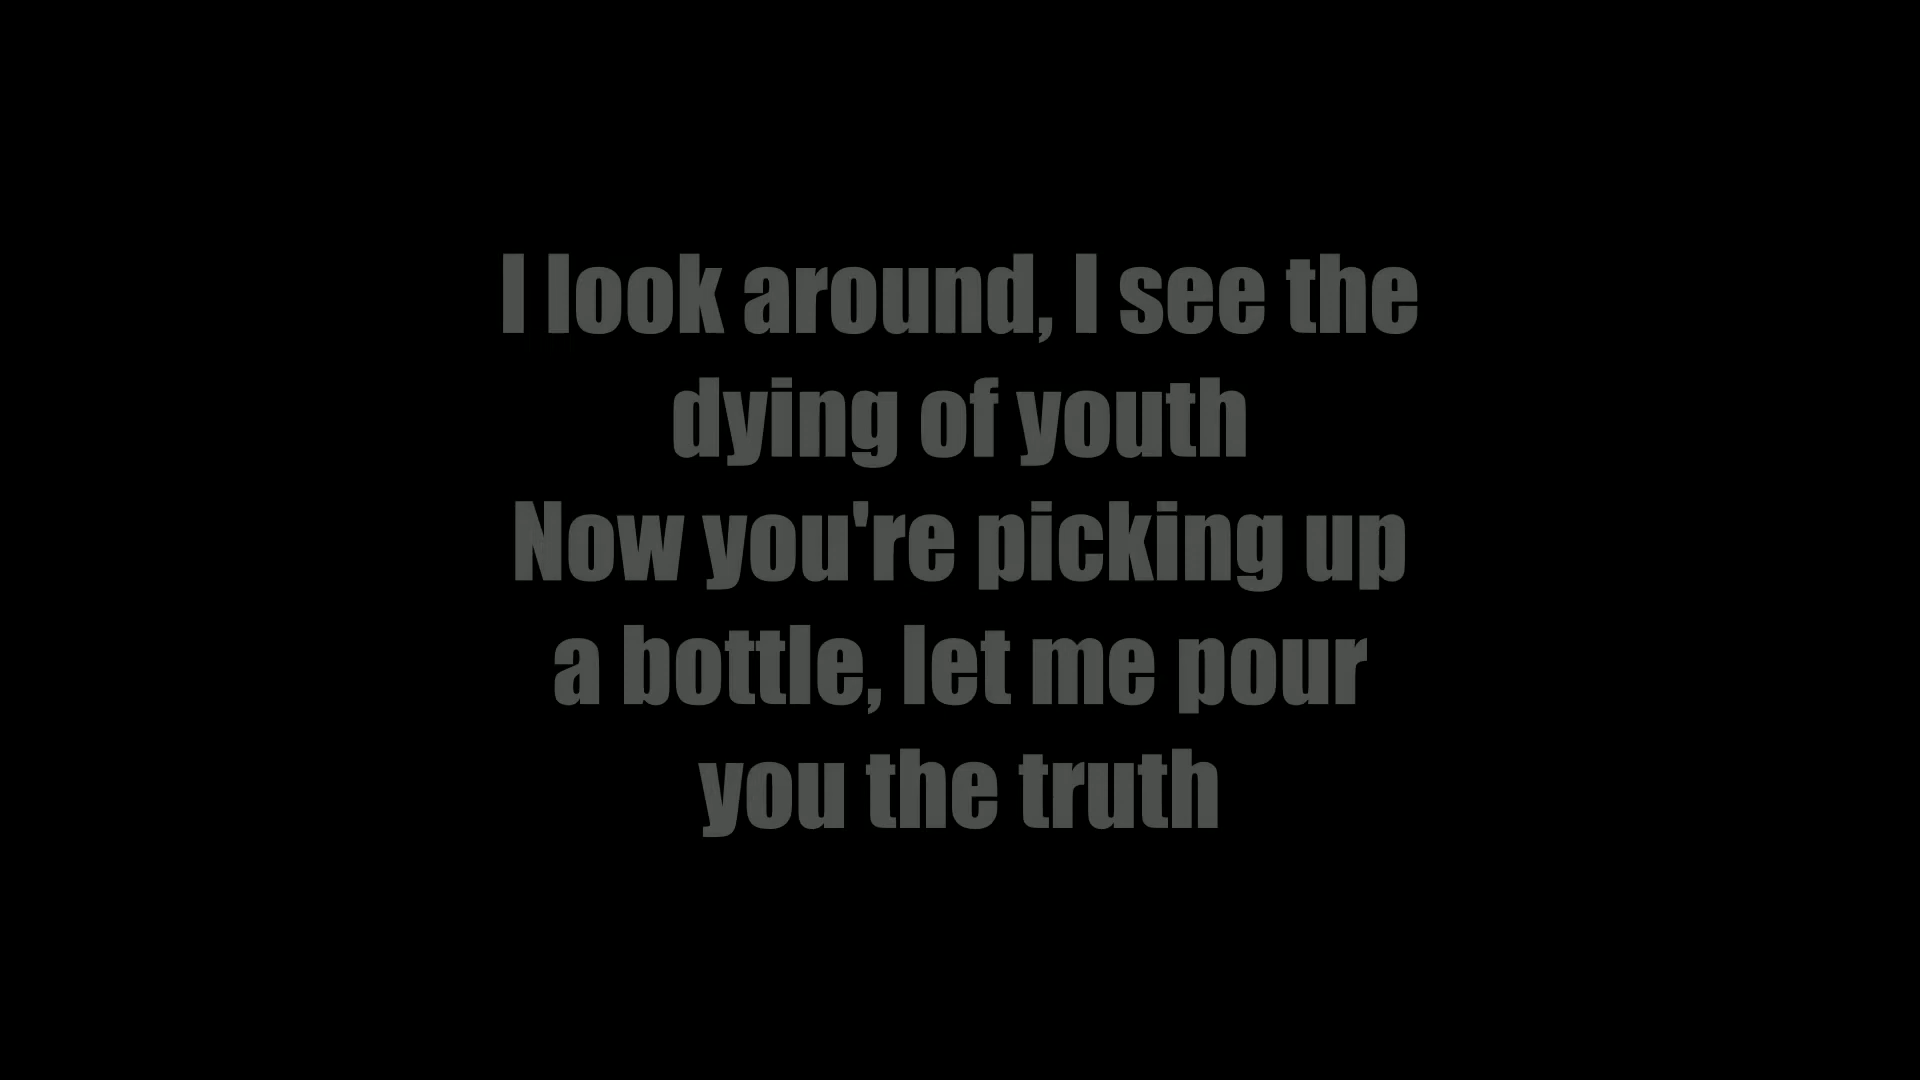 I look around, I see the
dying of youth
Now you're picking up
a bottle, let me pour
you the truth